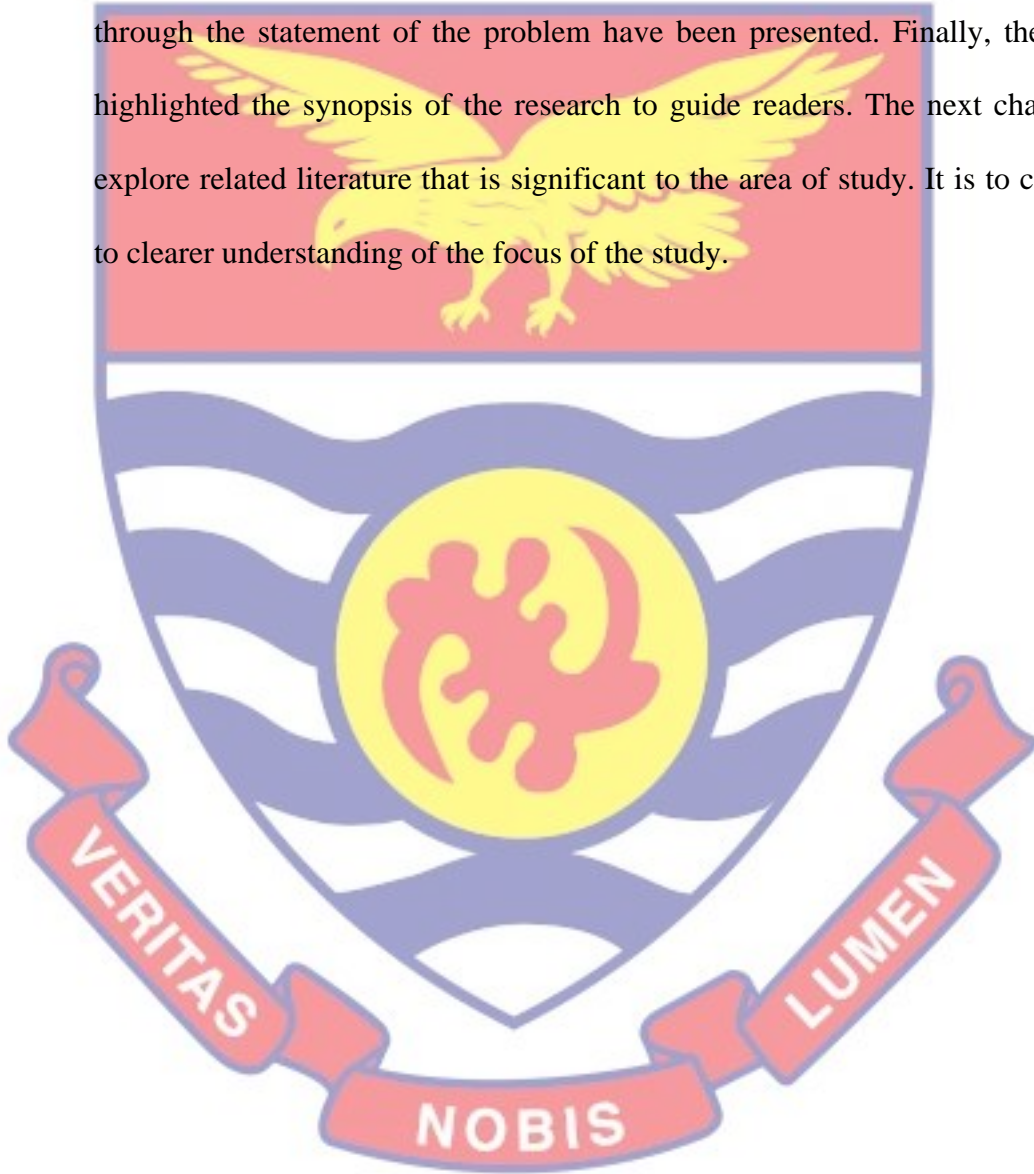 through the statement of the problem have been presented. Finally, the
highlighted the synopsis of the research to guide readers. The next cha
explore related literature that is significant to the area of study. It is to c
to clearer understanding of the focus of the study.
VERITAS
NOBIS
LUMEN